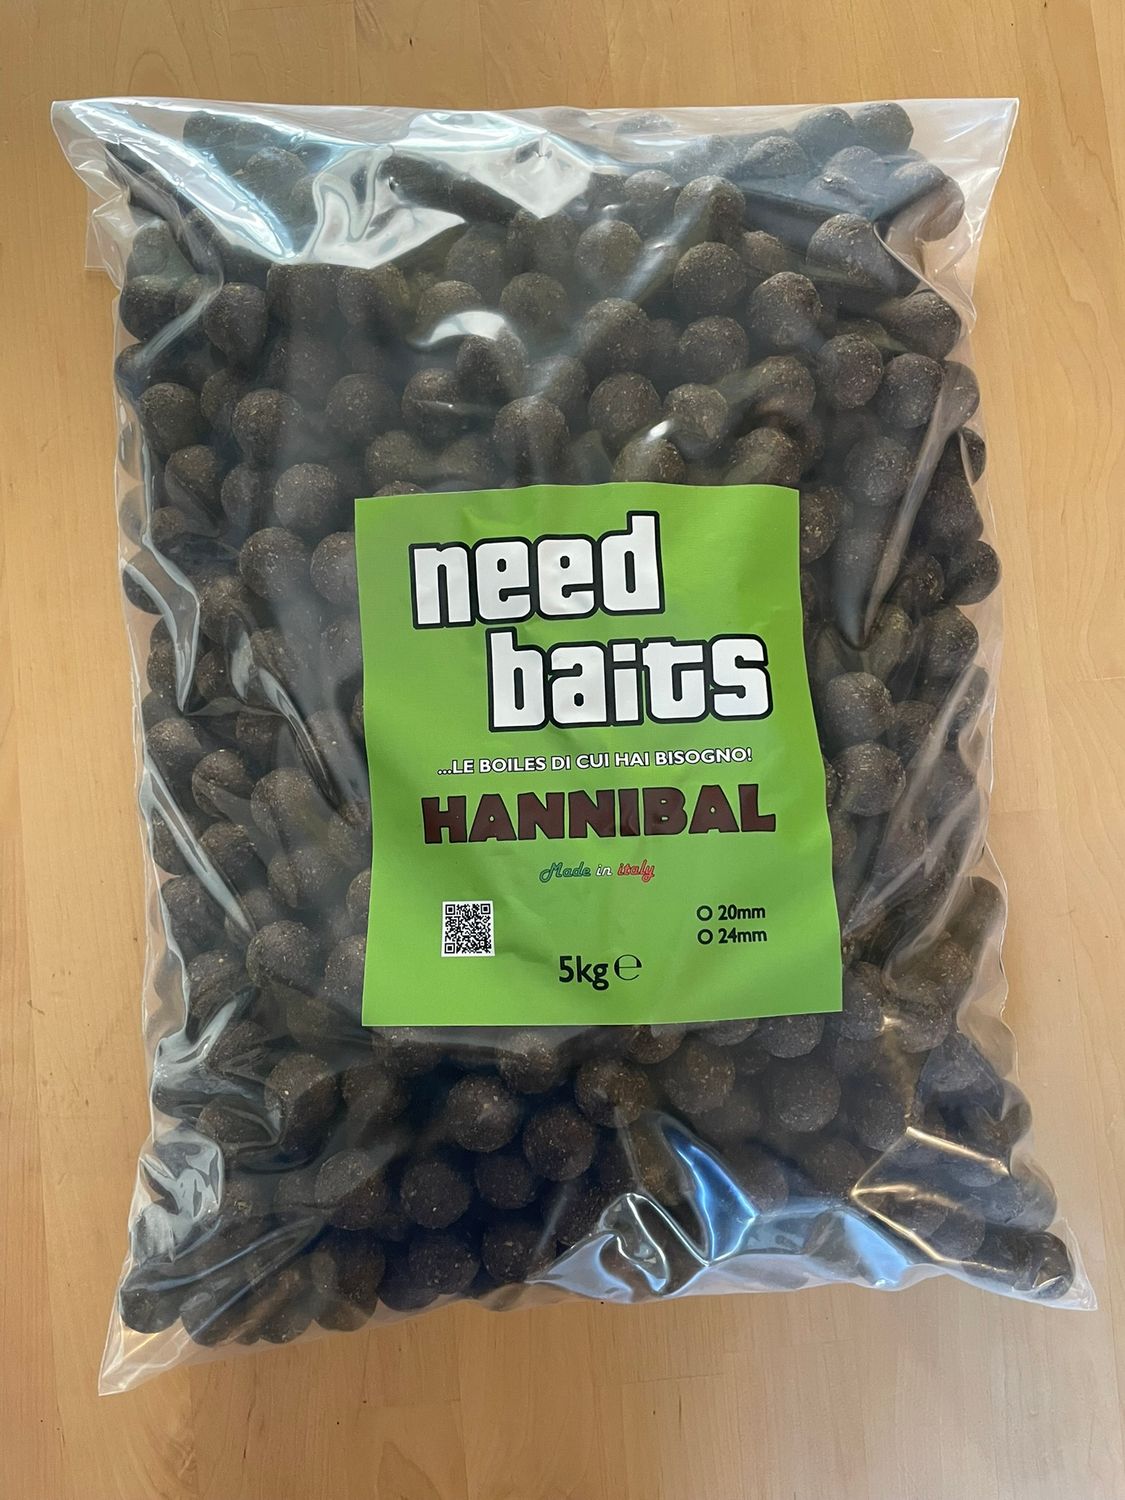 need
baits
...LE BOILES DI CUI HAI BISOGNO!
HANNIBAL
Made in italy
20mm
24mm
5kg ℮